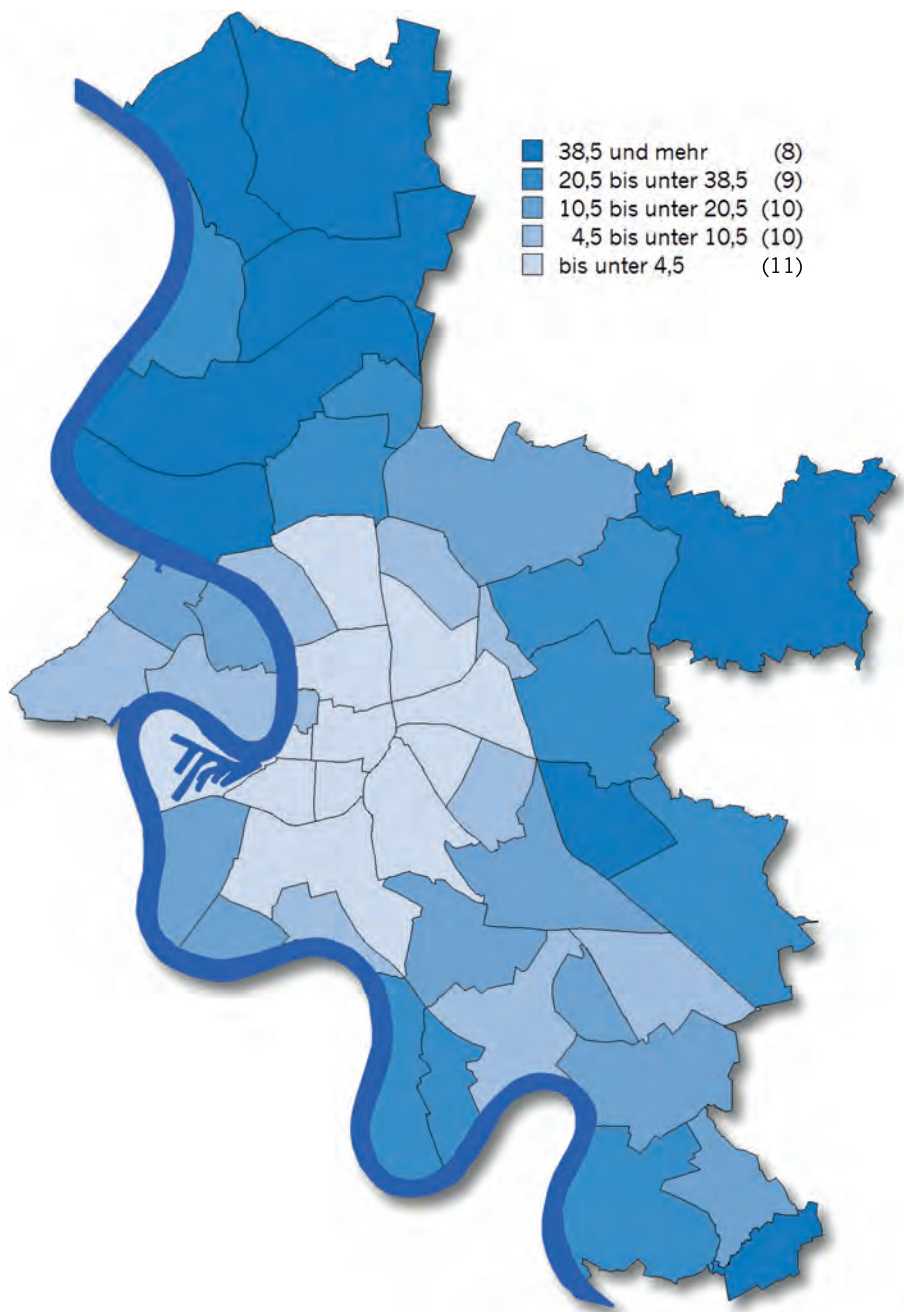 38,5 und mehr (8)
20,5 bis unter 38,5 (9)
10,5 bis unter 20,5 (10)
4,5 bis unter 10,5 (10)
bis unter 4,5 (11)